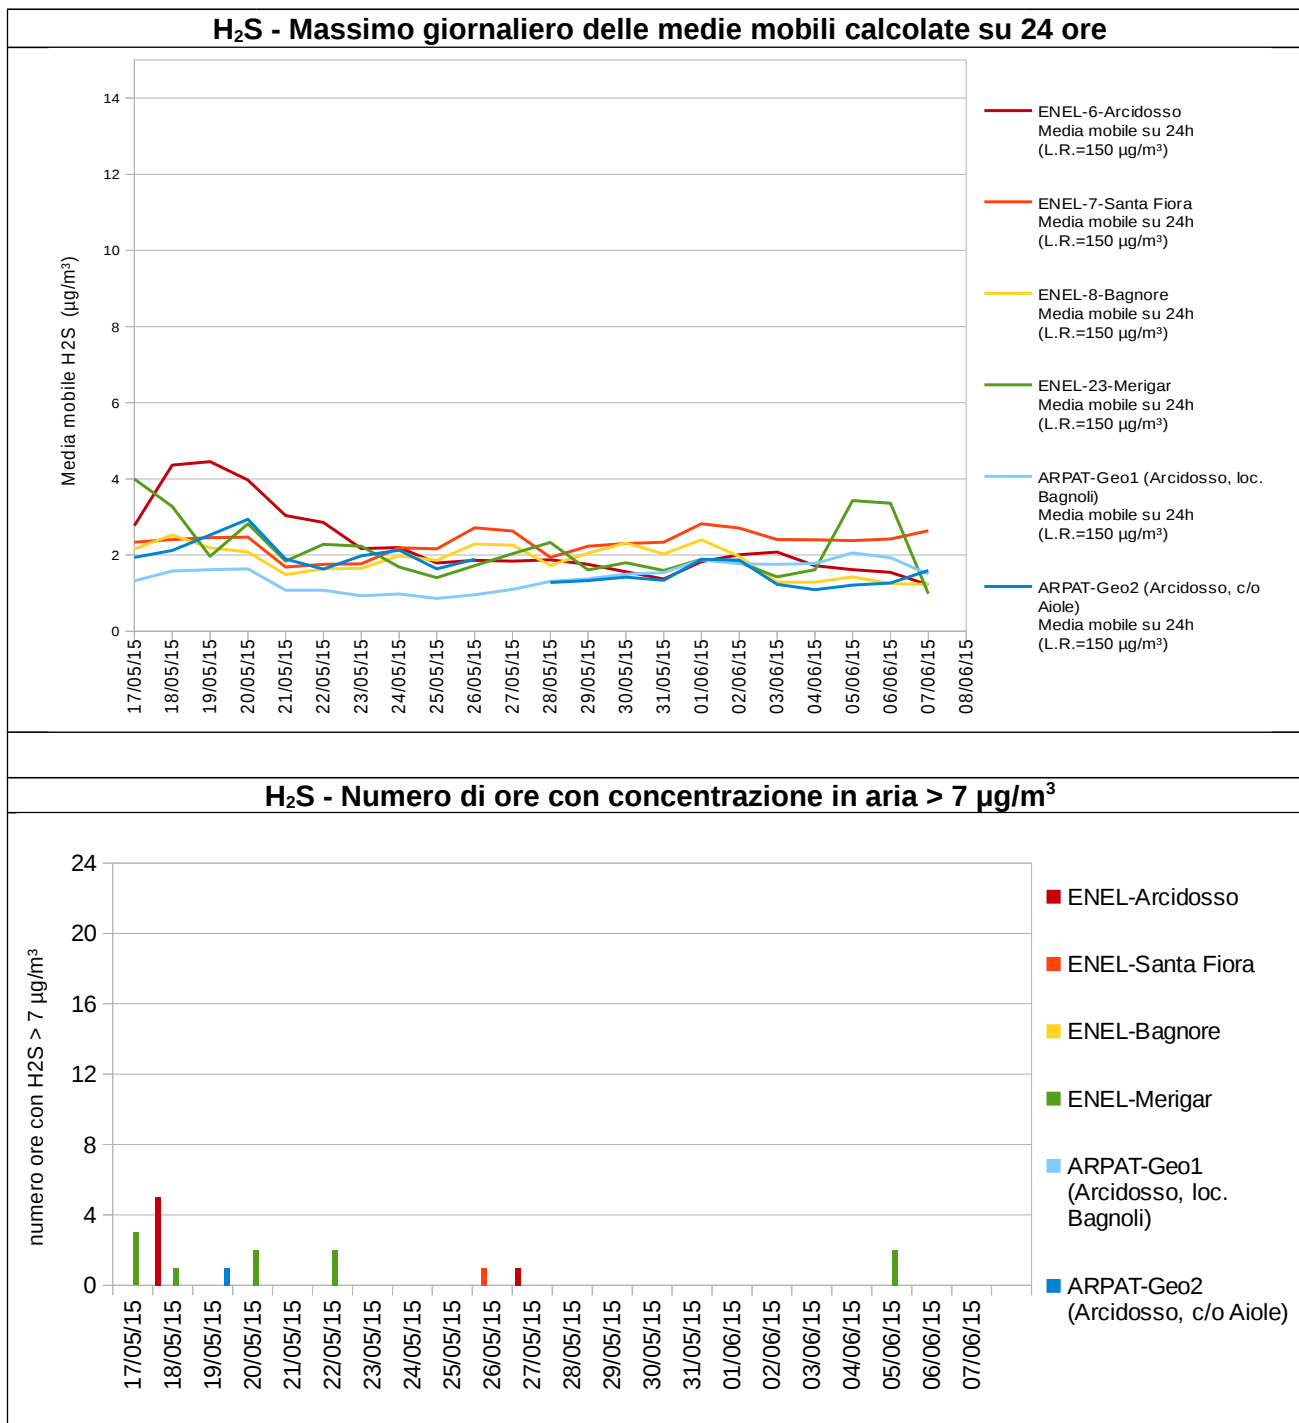 H₂S - Massimo giornaliero delle medie mobili calcolate su 24 ore
Media mobile H2S (µg/m³)
14
12
10
8
6
4
2
0
17/05/15
18/05/15
19/05/15
20/05/15
21/05/15
22/05/15
23/05/15
24/05/15
25/05/15
26/05/15
27/05/15
28/05/15
29/05/15
30/05/15
31/05/15
01/06/15
02/06/15
03/06/15
04/06/15
05/06/15
06/06/15
07/06/15
08/06/15
ENEL-6-Arcidosso
Media mobile su 24h
(L.R.=150 µg/m³)
ENEL-7-Santa Fiora
Media mobile su 24h
(L.R.=150 µg/m³)
ENEL-8-Bagnore
Media mobile su 24h
(L.R.=150 µg/m³)
ENEL-23-Merigar
Media mobile su 24h
(L.R.=150 µg/m³)
ARPAT-Geo1 (Arcidosso, loc.
Bagnoli)
Media mobile su 24h
(L.R.=150 µg/m³)
ARPAT-Geo2 (Arcidosso, c/o
Aiole)
Media mobile su 24h
(L.R.=150 µg/m³)
H₂S - Numero di ore con concentrazione in aria > 7 µg/m³
numero ore con H2S > 7 µg/m³
24
20
16
12
8
4
0
17/05/15
18/05/15
19/05/15
20/05/15
21/05/15
22/05/15
23/05/15
24/05/15
25/05/15
26/05/15
27/05/15
28/05/15
29/05/15
30/05/15
31/05/15
01/06/15
02/06/15
03/06/15
04/06/15
05/06/15
06/06/15
07/06/15
ENEL-Arcidosso
ENEL-Santa Fiora
ENEL-Bagnore
ENEL-Merigar
ARPAT-Geo1
(Arcidosso, loc.
Bagnoli)
ARPAT-Geo2
(Arcidosso, c/o Aiole)